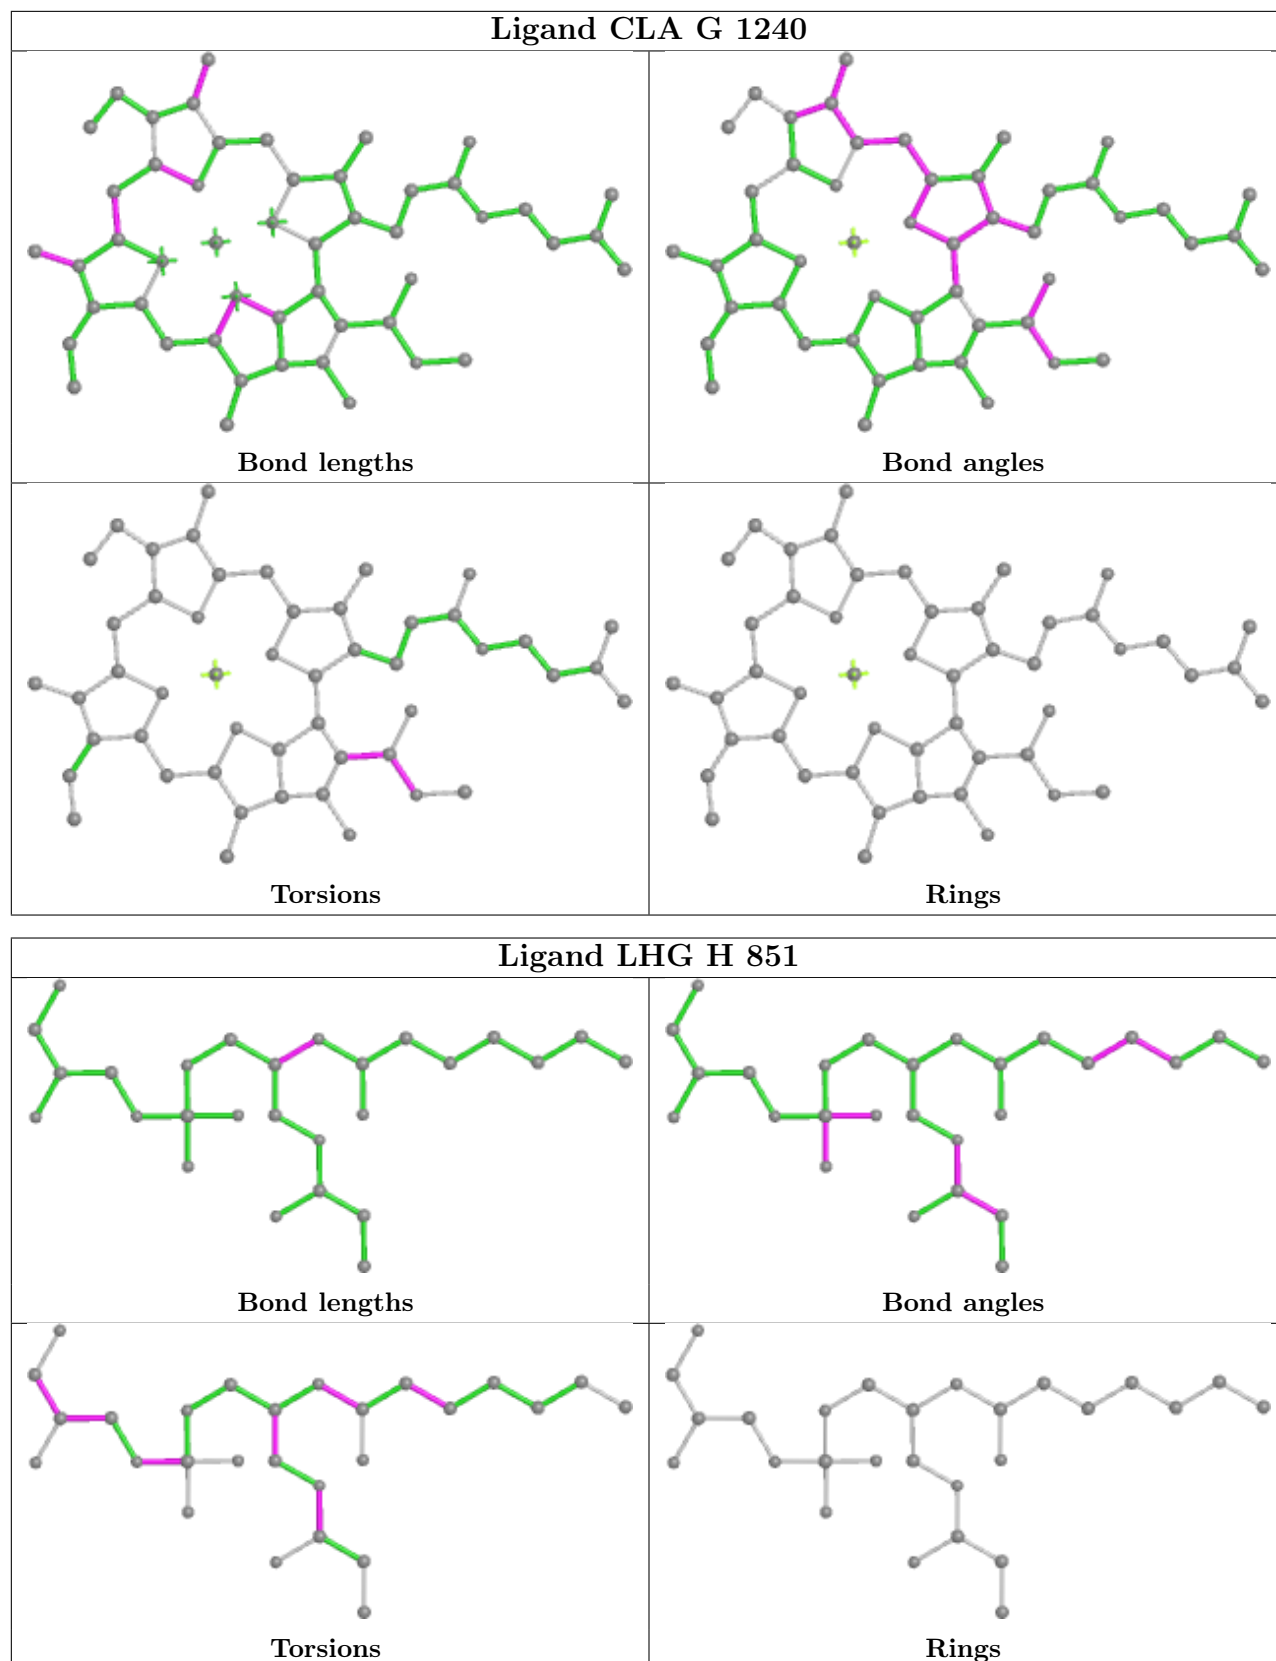 Ligand CLA G 1240
Bond lengths
Bond angles
Torsions
Rings
Ligand LHG H 851
Bond lengths
Bond angles
Torsions
Rings